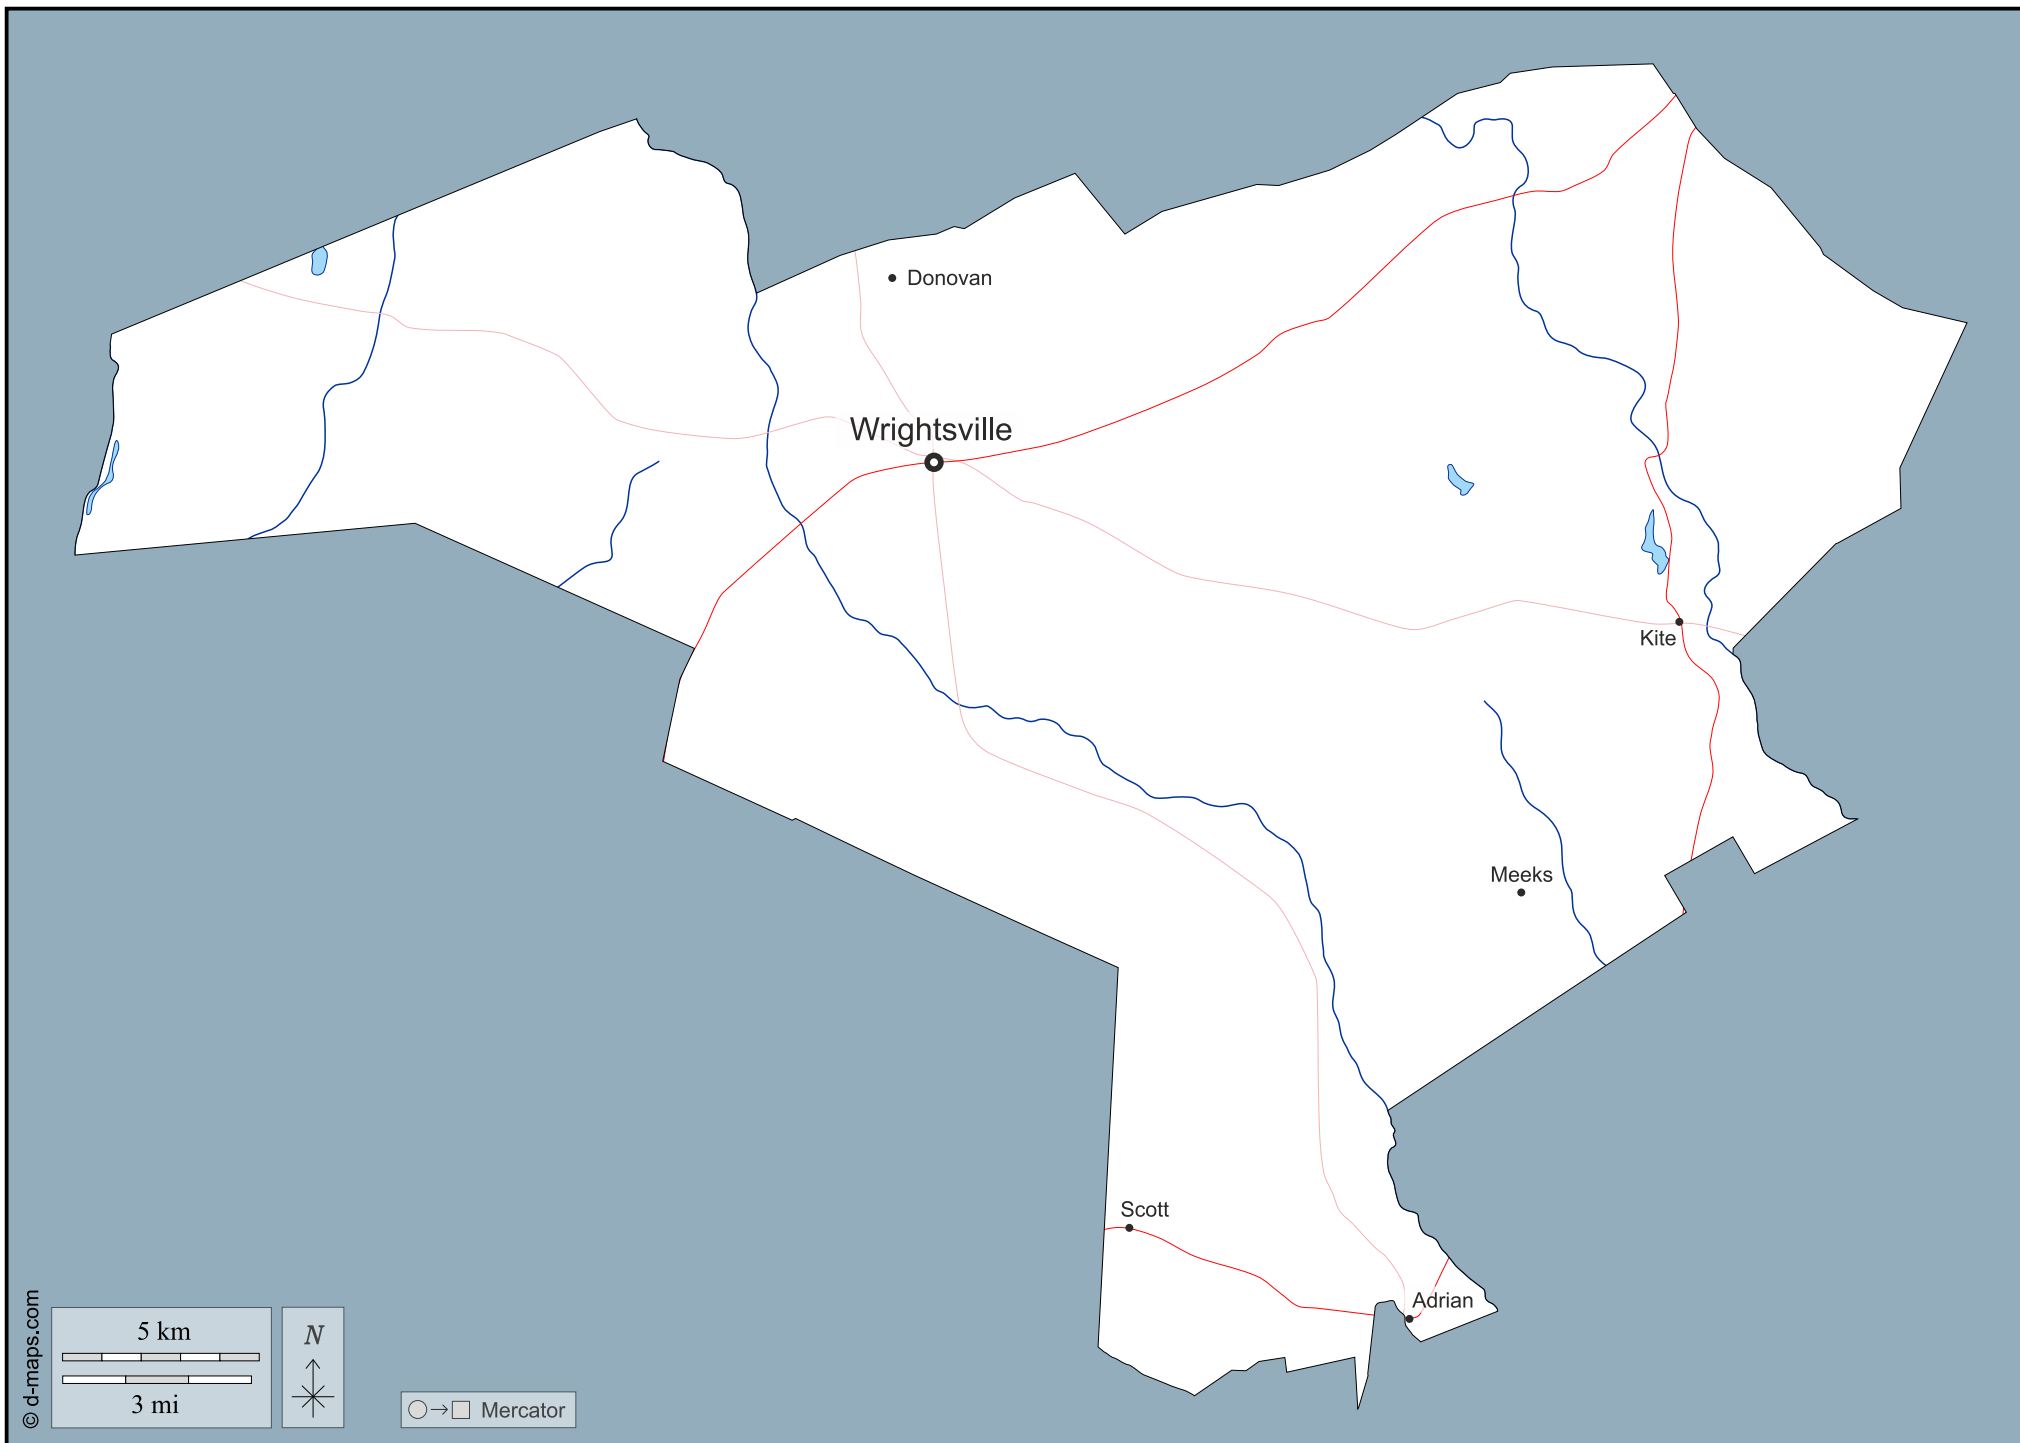 Donovan
Wrightsville
Kite
Meeks
Scott
Adrian
5 km
3 mi
N
Mercator
© d-maps.com